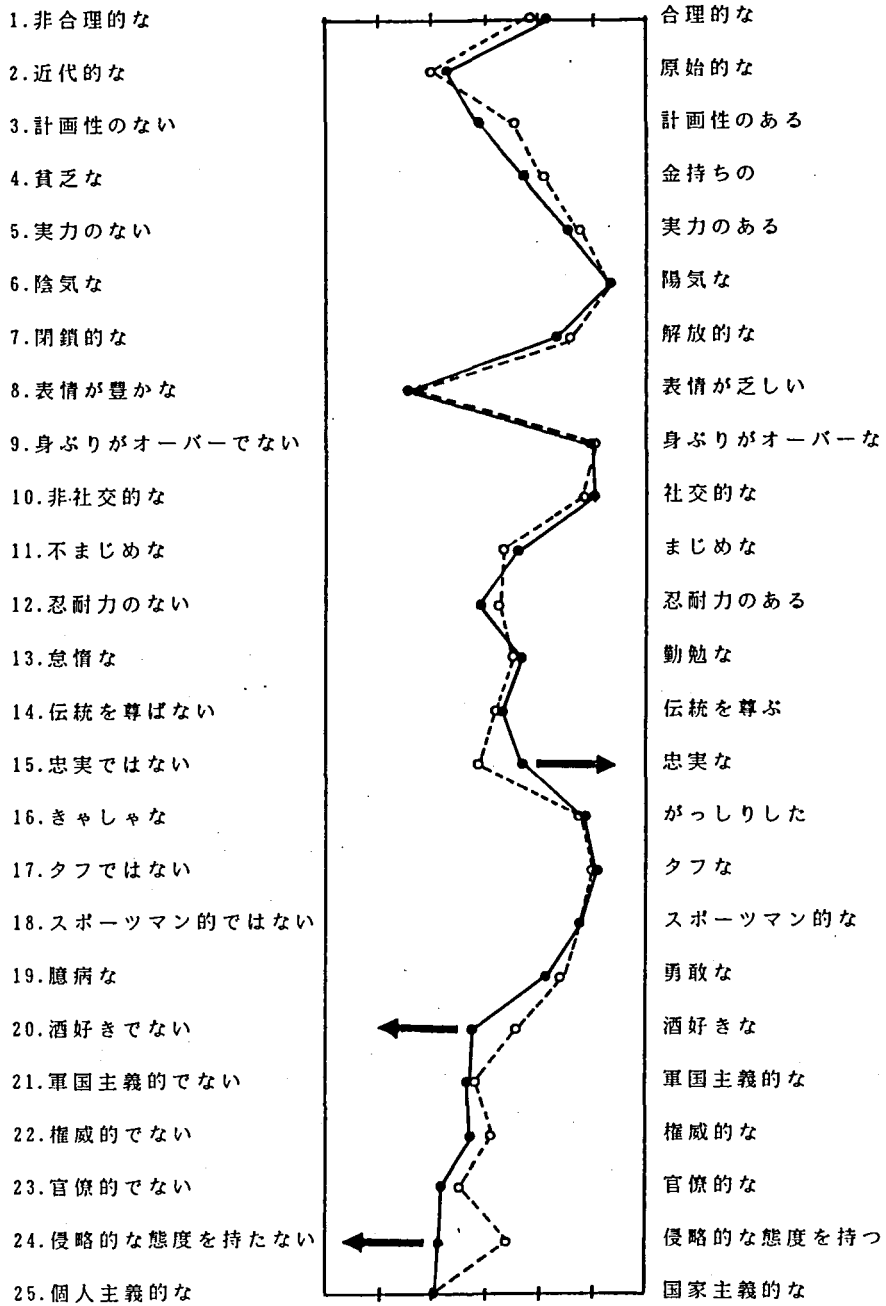 1.非合理的な 合理的な
2.近代的な 原始的な
3.計画性のない 計画性のある
4.貧乏な 金持ちの
5.実力のない 実力のある
6.陰気な 陽気な
7.閉鎖的な 解放的な
8.表情が豊かな 表情が乏しい
9.身ぶりがオーバーでない 身ぶりがオーバーな
10.非社交的な 社交的な
11.不まじめな まじめな
12.忍耐力のない 忍耐力のある
13.怠惰な 勤勉な
14.伝統を尊ばない 伝統を尊ぶ
15.忠実ではない 忠実な
16.きゃしゃな がっしりした
17.タフではない タフな
18.スポーツマン的ではない スポーツマン的な
19.臆病な 勇敢な
20.酒好きでない 酒好きな
21.軍国主義的でない 軍国主義的な
22.権威的でない 権威的な
23.官僚的でない 官僚的な
24.侵略的な態度を持たない 侵略的な態度を持つ
25.個人主義的な 国家主義的な